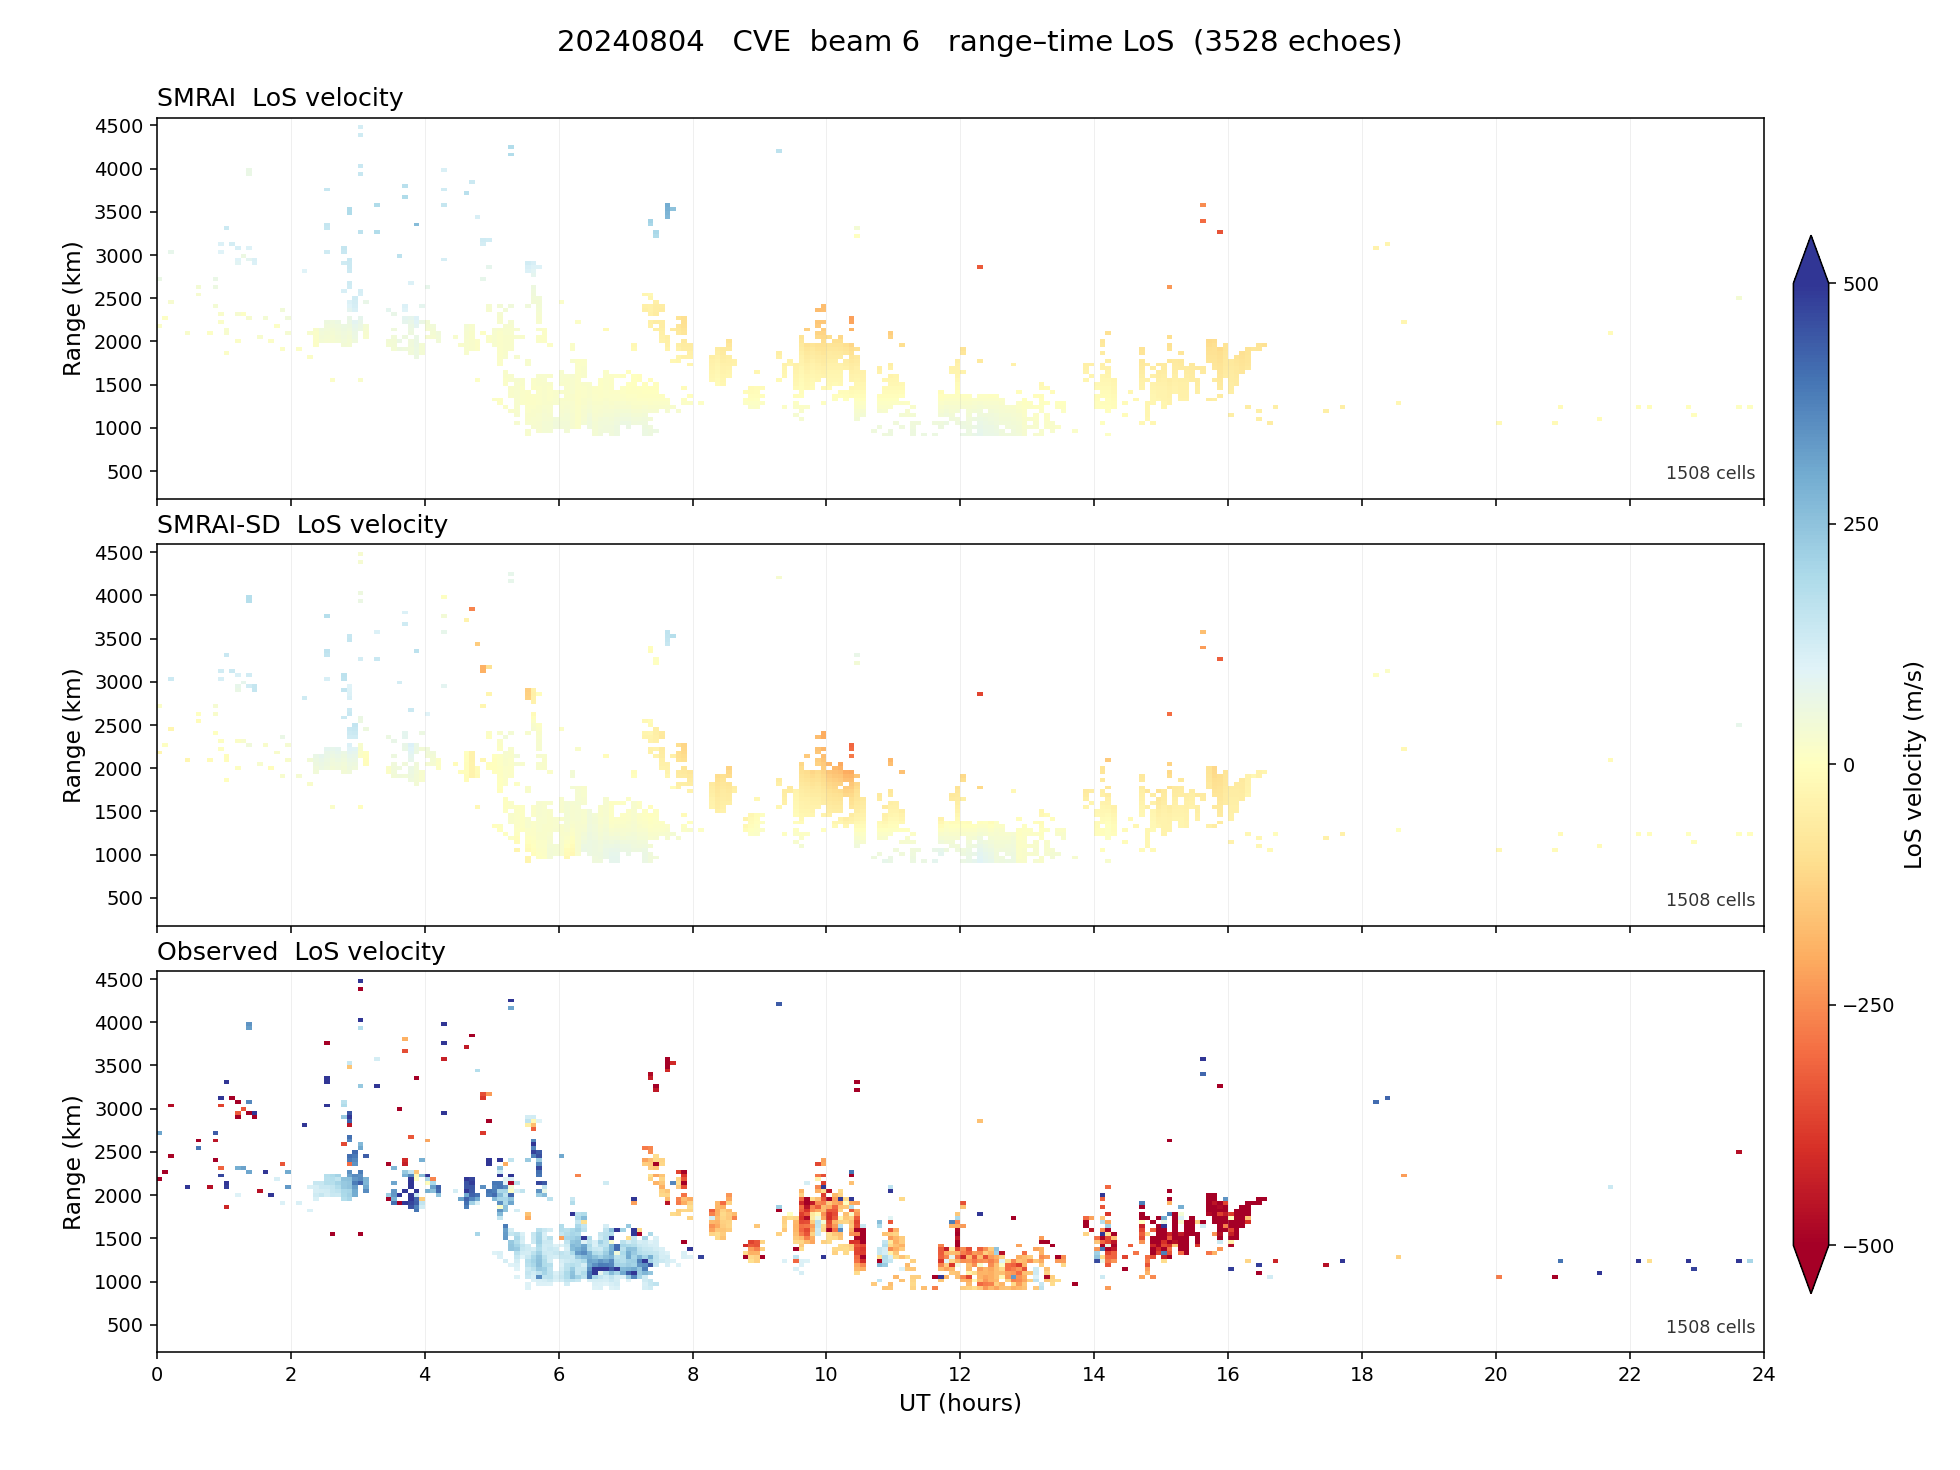 20240804 CVE beam 6 range–time LoS (3528 echoes)
SMRAI LoS velocity
4500
4000
3500
3000
2500
2000
1500
1000
500
Range (km)
1508 cells
SMRAI-SD LoS velocity
4500
4000
3500
3000
2500
2000
1500
1000
500
Range (km)
1508 cells
Observed LoS velocity
4500
4000
3500
3000
2500
2000
1500
1000
500
Range (km)
1508 cells
0 2 4 6 8 10 12 14 16 18 20 22 24
UT (hours)
500
250
0
−250
−500
LoS velocity (m/s)